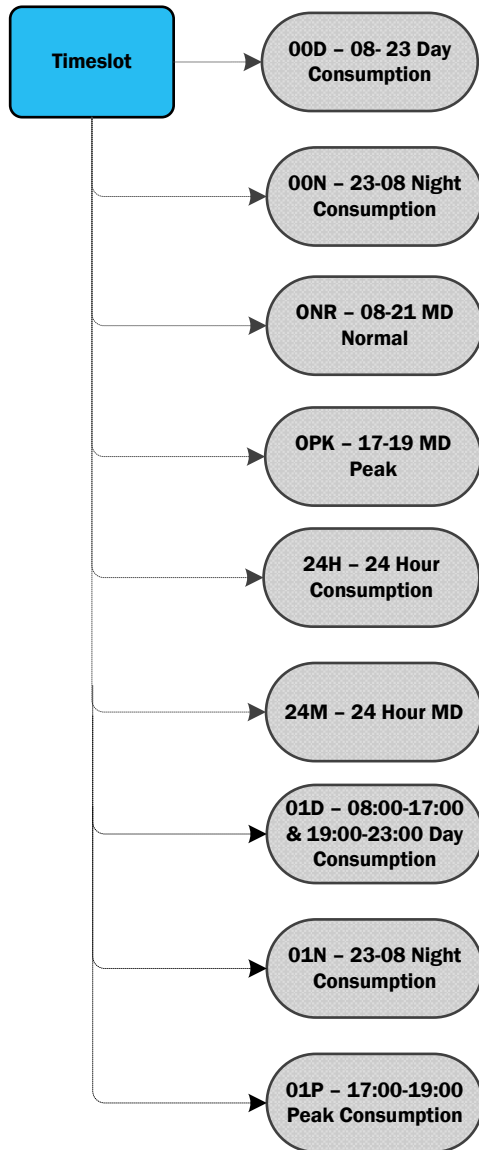 Timeslot
00D – 08- 23 Day
Consumption
00N – 23-08 Night
Consumption
0NR – 08-21 MD
Normal
0PK – 17-19 MD
Peak
24H – 24 Hour
Consumption
24M – 24 Hour MD
01D – 08:00-17:00
& 19:00-23:00 Day
Consumption
01N – 23-08 Night
Consumption
01P – 17:00-19:00
Peak Consumption